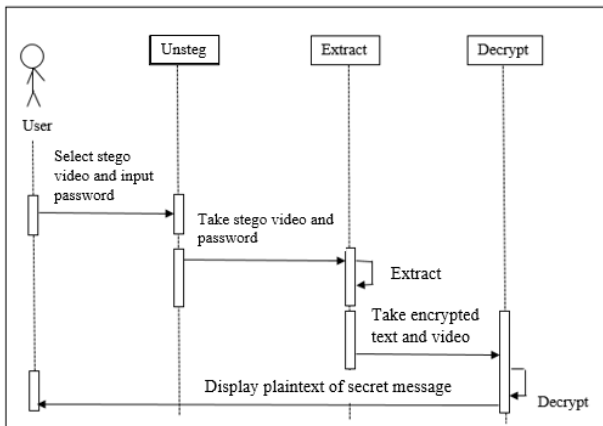 Unsteg
Extract
Decrypt
User
Select stego
video and input
password
Take stego video and
password
Extract
Take encrypted
text and video
Display plaintext of secret message
Decrypt